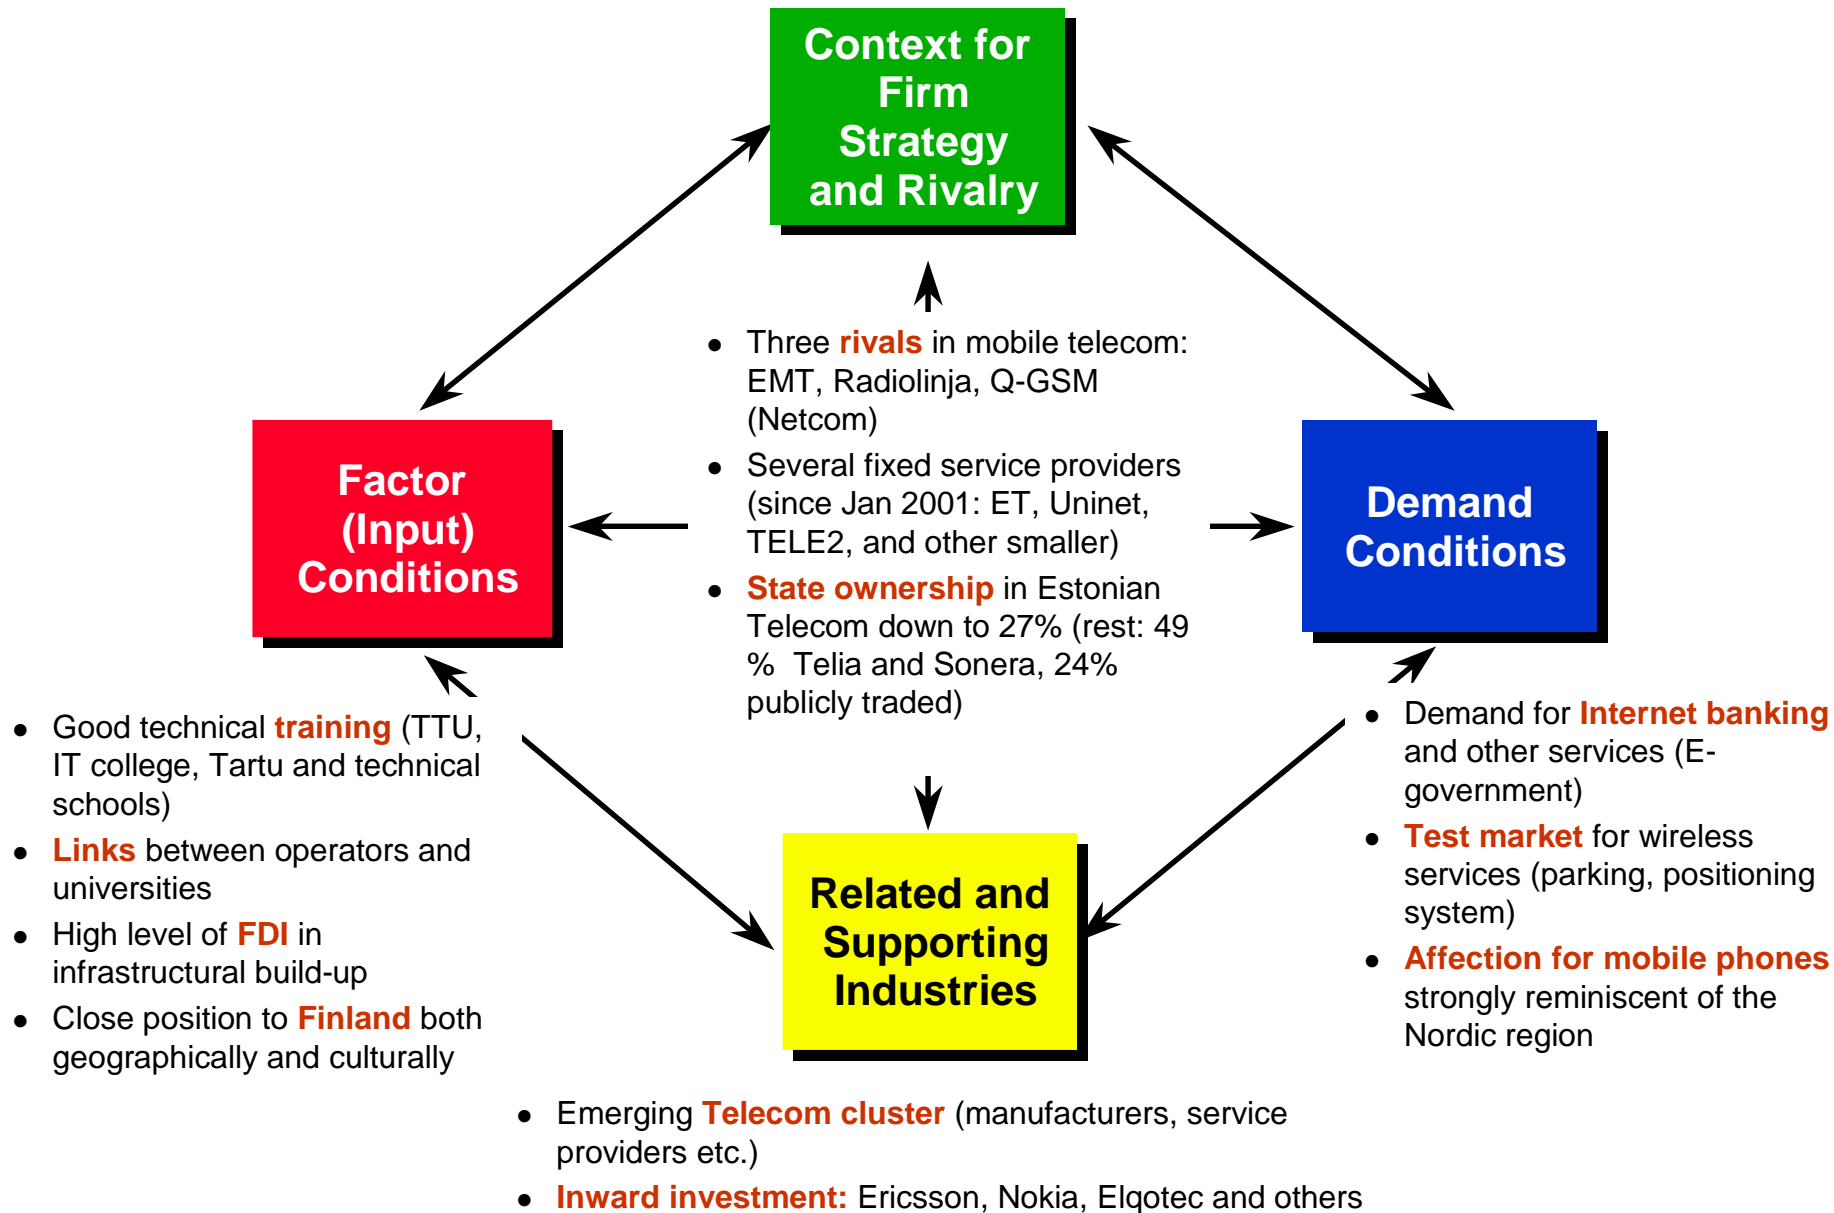 Context for
Firm
Strategy
and Rivalry
● Three rivals in mobile telecom:
EMT, Radiolinja, Q-GSM
(Netcom)
● Several fixed service providers
(since Jan 2001: ET, Uninet,
TELE2, and other smaller)
● State ownership in Estonian
Telecom down to 27% (rest: 49
% Telia and Sonera, 24%
publicly traded)
Factor
(Input)
Conditions
Demand
Conditions
● Good technical training (TTU,
IT college, Tartu and technical
schools)
● Links between operators and
universities
● High level of FDI in
infrastructural build-up
● Close position to Finland both
geographically and culturally
Related and
Supporting
Industries
● Demand for Internet banking
and other services (E-
government)
● Test market for wireless
services (parking, positioning
system)
● Affection for mobile phones
strongly reminiscent of the
Nordic region
● Emerging Telecom cluster (manufacturers, service
providers etc.)
● Inward investment: Ericsson, Nokia, Elqotec and others